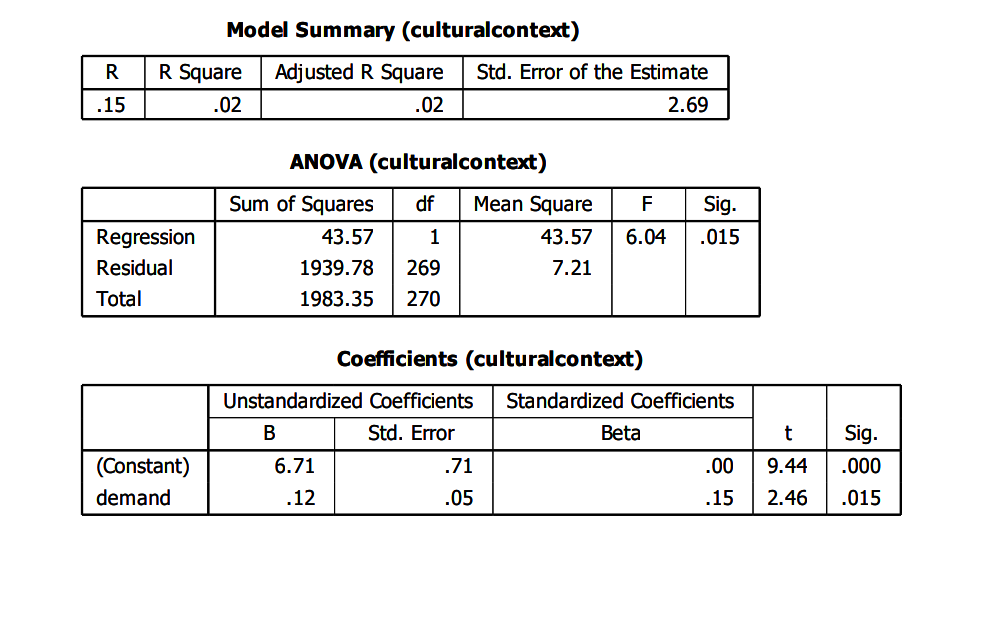 Model Summary (culturalcontext)
R R Square Adjusted R Square Std. Error of the Estimate
.15 .02 .02 2.69
ANOVA (culturalcontext)
Sum of Squares df Mean Square F Sig.
Regression 43.57 1 43.57 6.04 .015
Residual 1939.78 269 7.21
Total 1983.35 270
Coefficients (culturalcontext)
Unstandardized Coefficients Standardized Coefficients
B Std. Error Beta t Sig.
(Constant) 6.71 .71 .00 9.44 .000
demand .12 .05 .15 2.46 .015